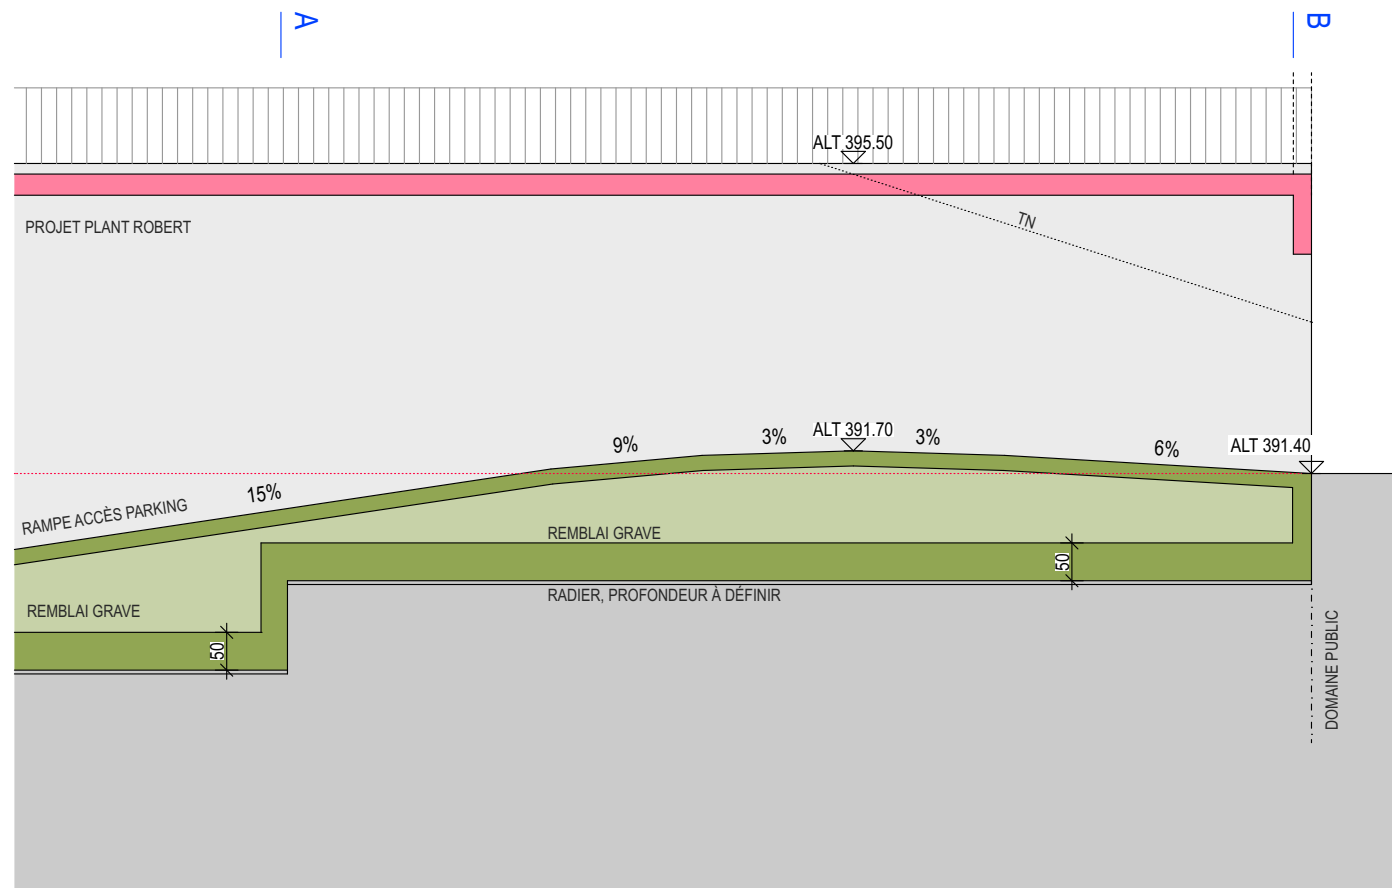 A
B
ALT 395.50
TN
PROJET PLANT ROBERT
9%
3%
ALT 391.70
3%
6%
ALT 391.40
15%
RAMPE ACCÈS PARKING
REMBLAI GRAVE
50
RADIER, PROFONDEUR À DÉFINIR
REMBLAI GRAVE
50
DOMAINE PUBLIC